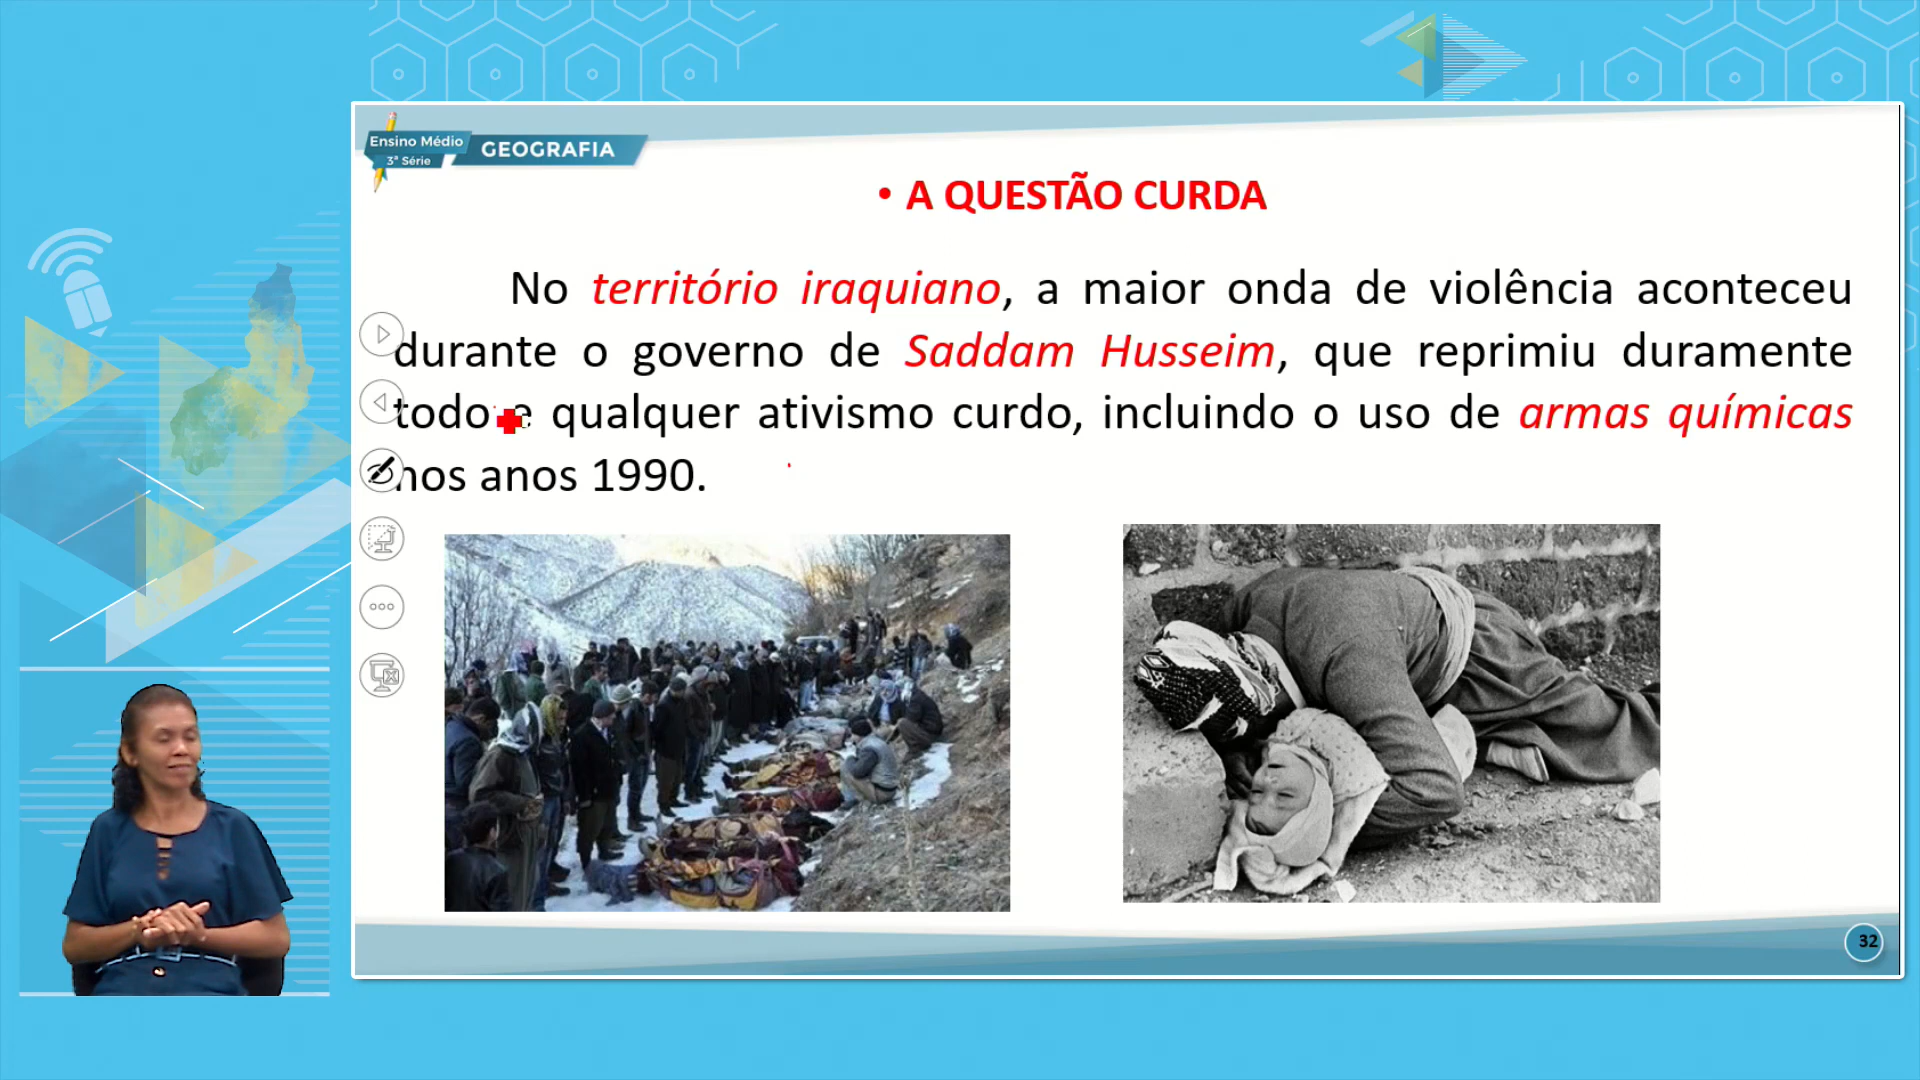 Ensino Médio
3ª Série
GEOGRAFIA
• A QUESTÃO CURDA
No território iraquiano, a maior onda de violência aconteceu
durante o governo de Saddam Husseim, que reprimiu duramente
todo e qualquer ativismo curdo, incluindo o uso de armas químicas
nos anos 1990.
32